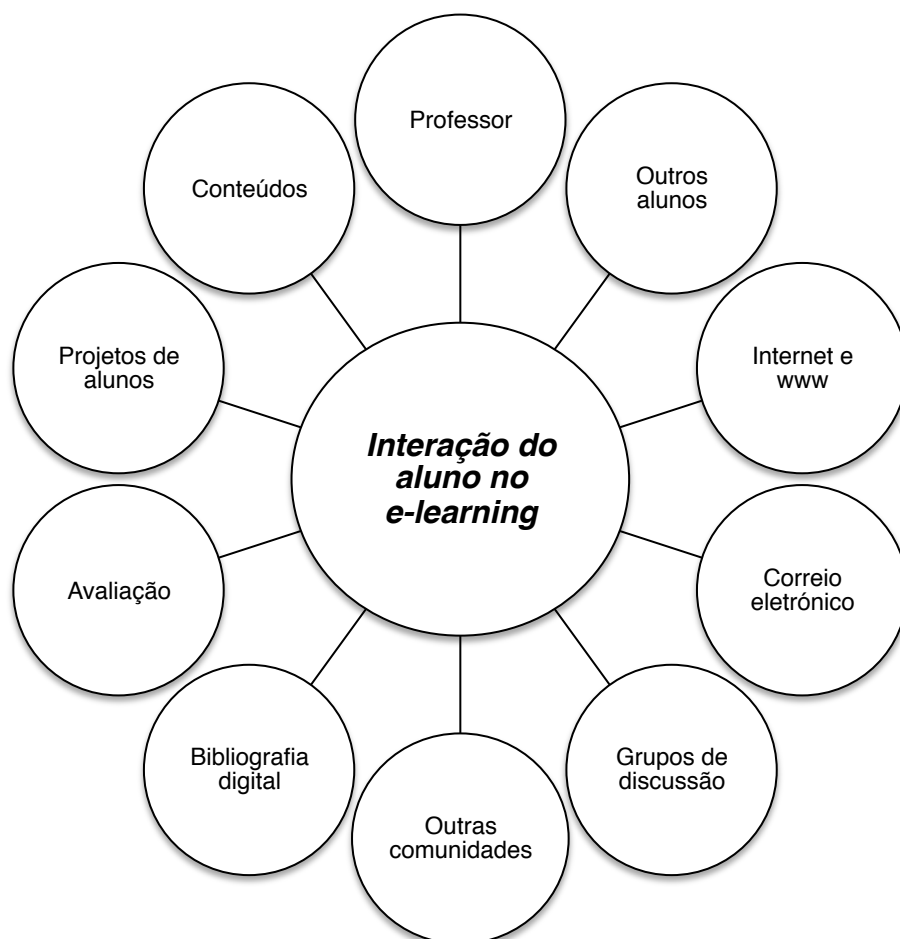 Professor
Outros
alunos
Conteúdos
Projetos de
alunos
Internet e
www
Interação do
aluno no
e-learning
Avaliação
Correio
eletrónico
Bibliografia
digital
Grupos de
discussão
Outras
comunidades